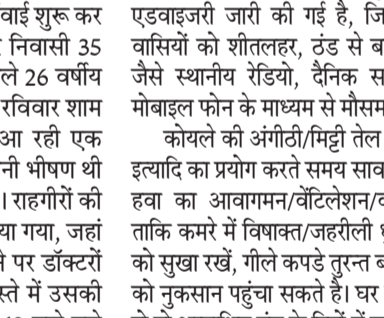 वाई शुरू कर
निवासी 35
ले 26 वर्षीय
रविवार शाम
आ रही एक
नी भीषण थी
। राहगीरों की
या गया, जहां
पर डॉक्टरों
स्ते में उसकी
एडवाइजरी जारी की गई है, जि
वासियों को शीतलहर, ठंड से ब
जैसे स्थानीय रेडियो, दैनिक स
मोबाइल फोन के माध्यम से मौसम
कोयले की अंगीठी/मिट्टी तेल
इत्यादि का प्रयोग करते समय साव
हवा का आवागमन/वेंटिलेशन/
ताकि कमरे में विषाक्त/जहरीली
को सुखा रखें, गीले कपडे तुरन्त ब
को नुकसान पहुंचा सकते है। घर